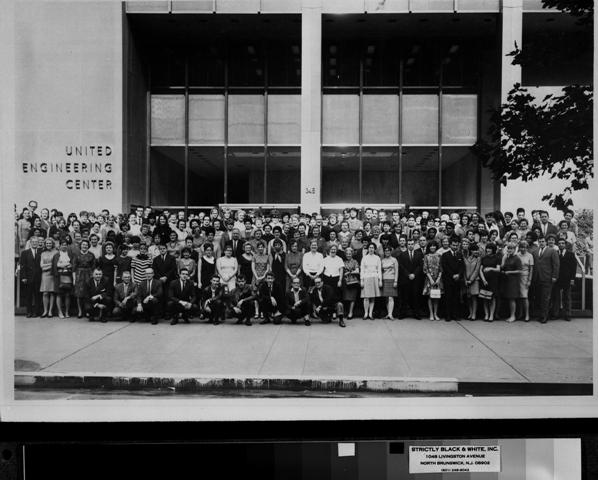 UNITED
ENGINEERING
CENTER
345
STRICTLY BLACK & WHITE, INC.
1048 LIVINGSTON AVENUE
NORTH BRUNSWICK, N.J. 08902